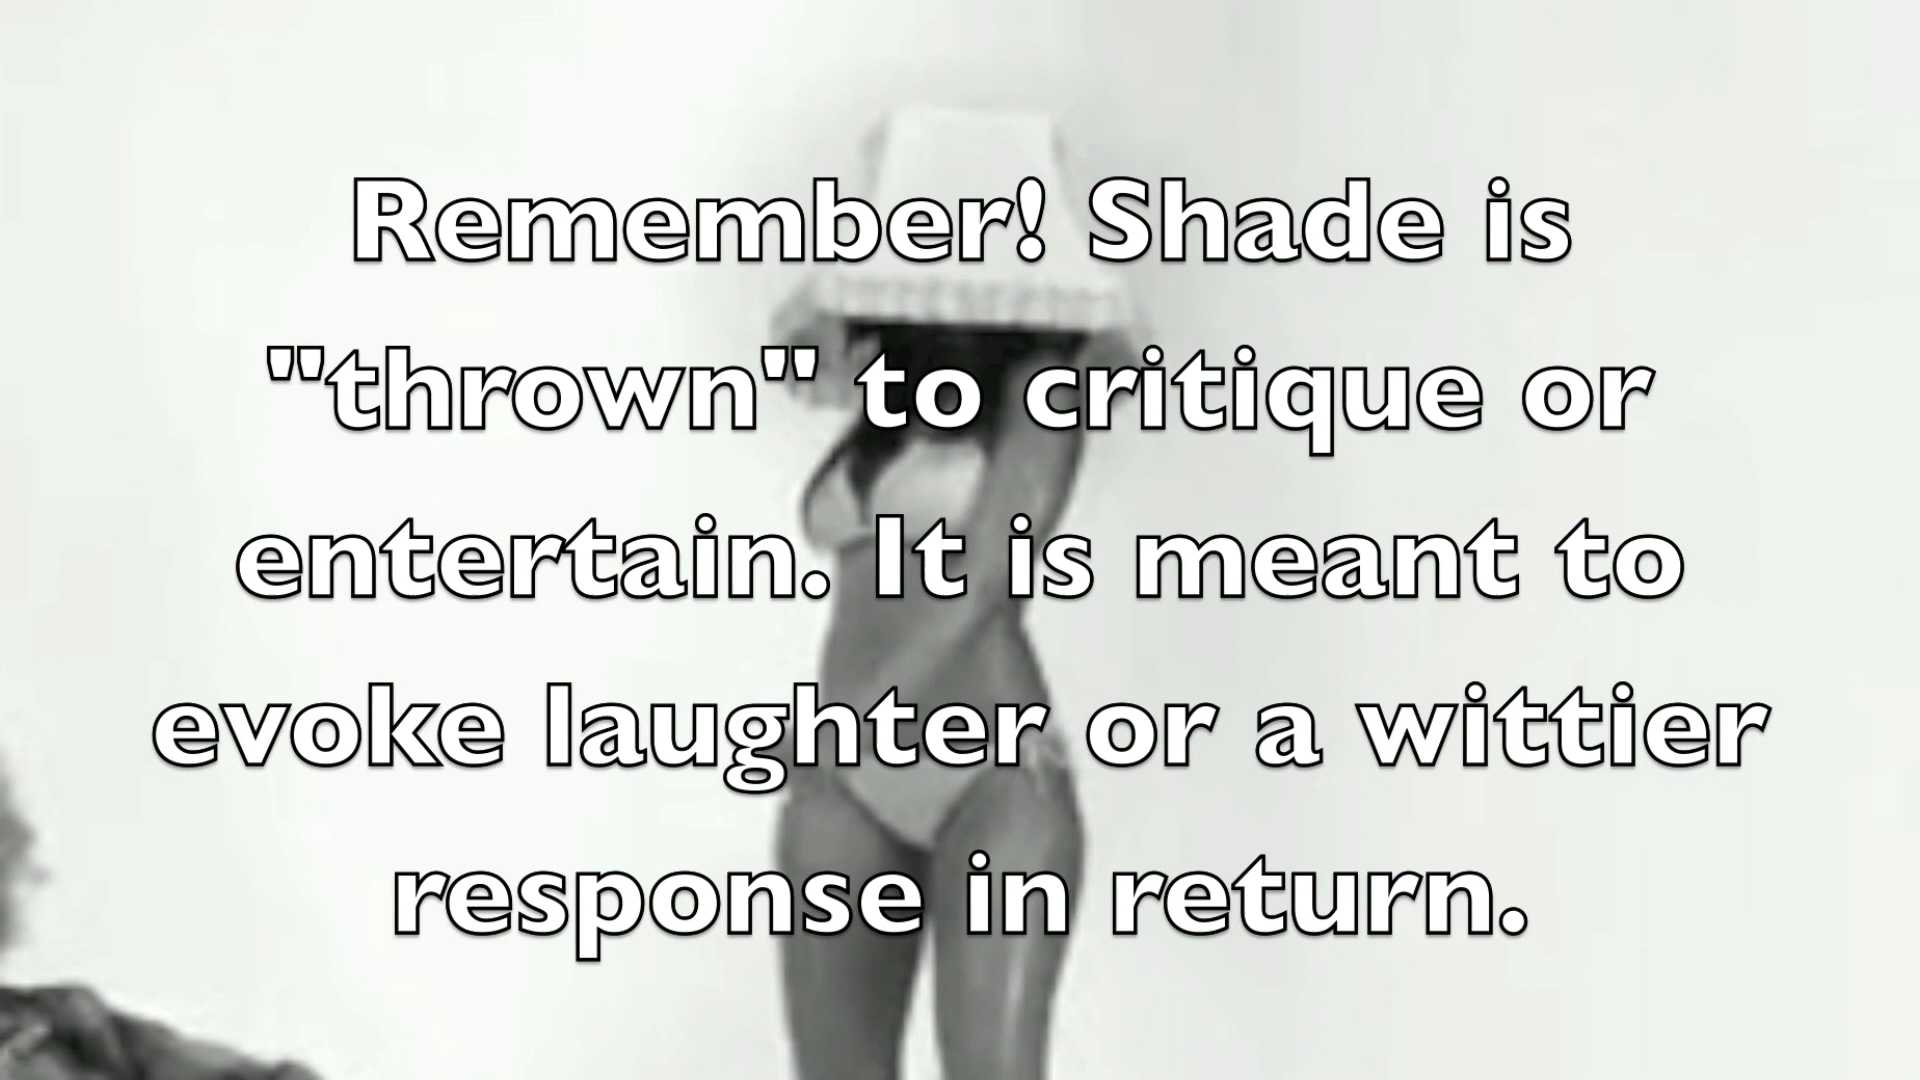 Remember! Shade is
"thrown" to critique or
entertain. It is meant to
evoke laughter or a wittier
response in return.